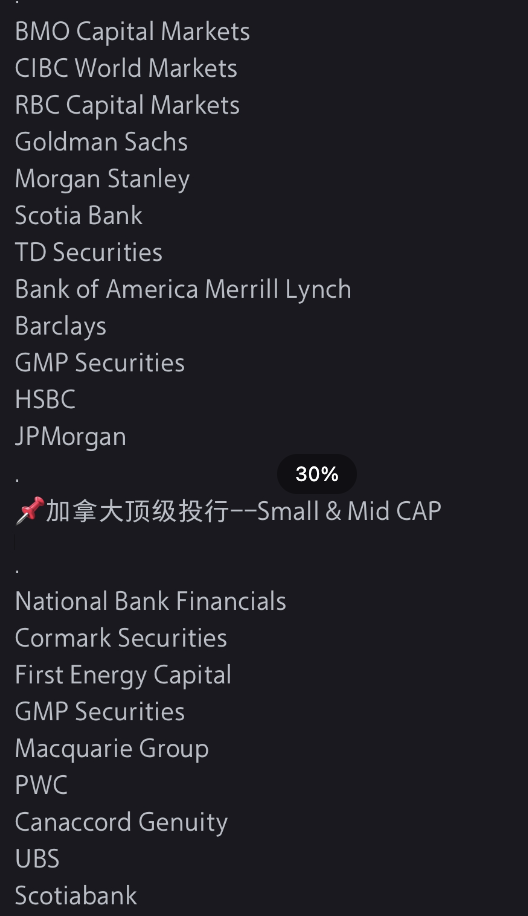 .
BMO Capital Markets
CIBC World Markets
RBC Capital Markets
Goldman Sachs
Morgan Stanley
Scotia Bank
TD Securities
Bank of America Merrill Lynch
Barclays
GMP Securities
HSBC
JPMorgan
.
30%
📌加拿大顶级投行——Small & Mid CAP
.
National Bank Financials
Cormark Securities
First Energy Capital
GMP Securities
Macquarie Group
PWC
Canaccord Genuity
UBS
Scotiabank